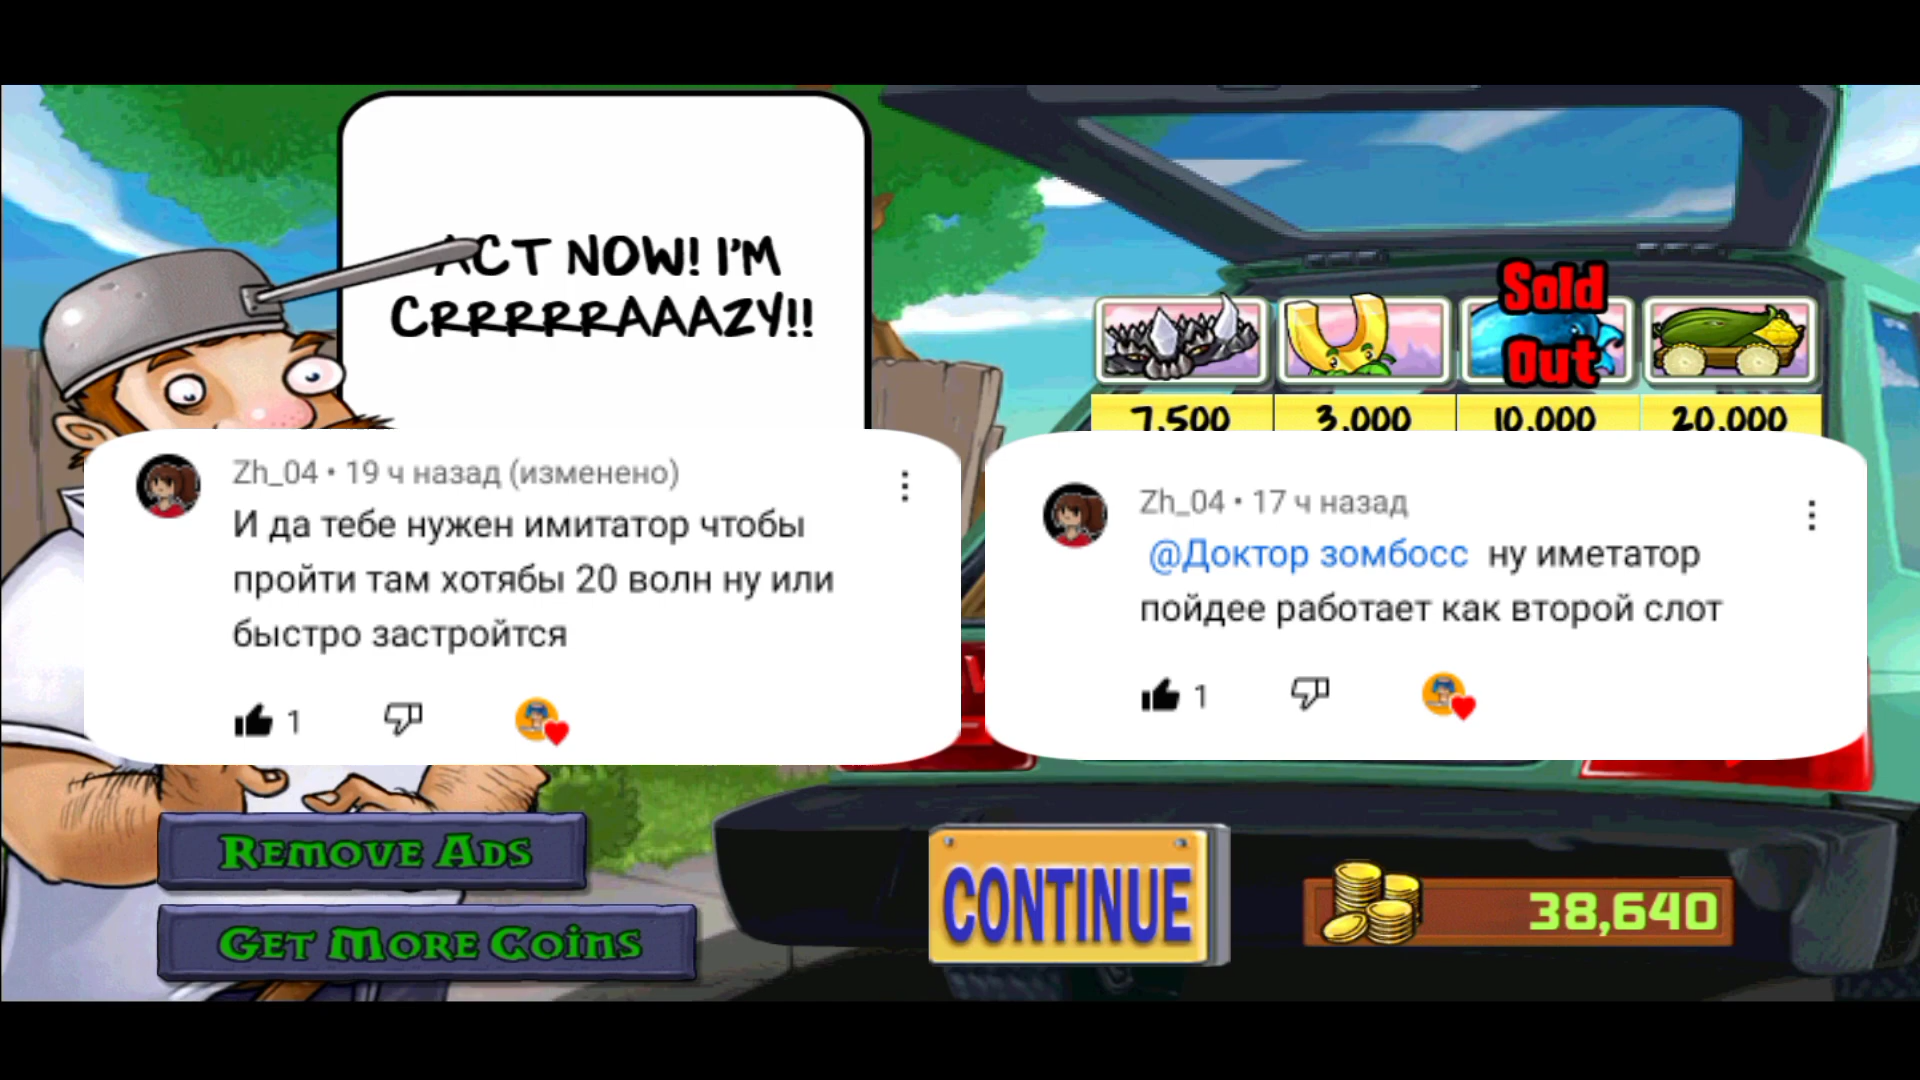 ACT NOW! I'M
CRRRRRAAAZY!!
Sold
Out
7,500
3,000
10,000
20,000
Zh_04 • 19 ч назад (изменено)
И да тебе нужен имитатор чтобы
пройти там хотябы 20 волн ну или
быстро застройтся
1
Zh_04 • 17 ч назад
@Доктор зомбосс ну иметатор
пойдее работает как второй слот
1
REMOVE ADS
GET MORE COINS
CONTINUE
38,640